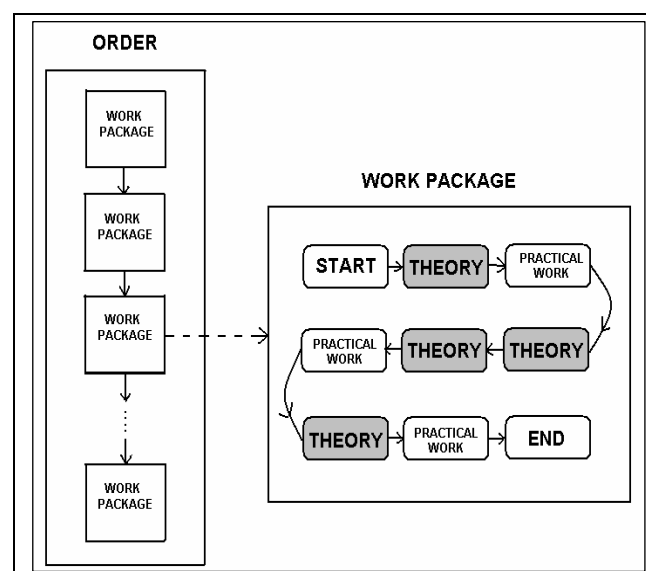 ORDER
WORK
PACKAGE
WORK
PACKAGE
WORK
PACKAGE
WORK
PACKAGE
WORK PACKAGE
START
THEORY
PRACTICAL
WORK
THEORY
THEORY
PRACTICAL
WORK
THEORY
PRACTICAL
WORK
END